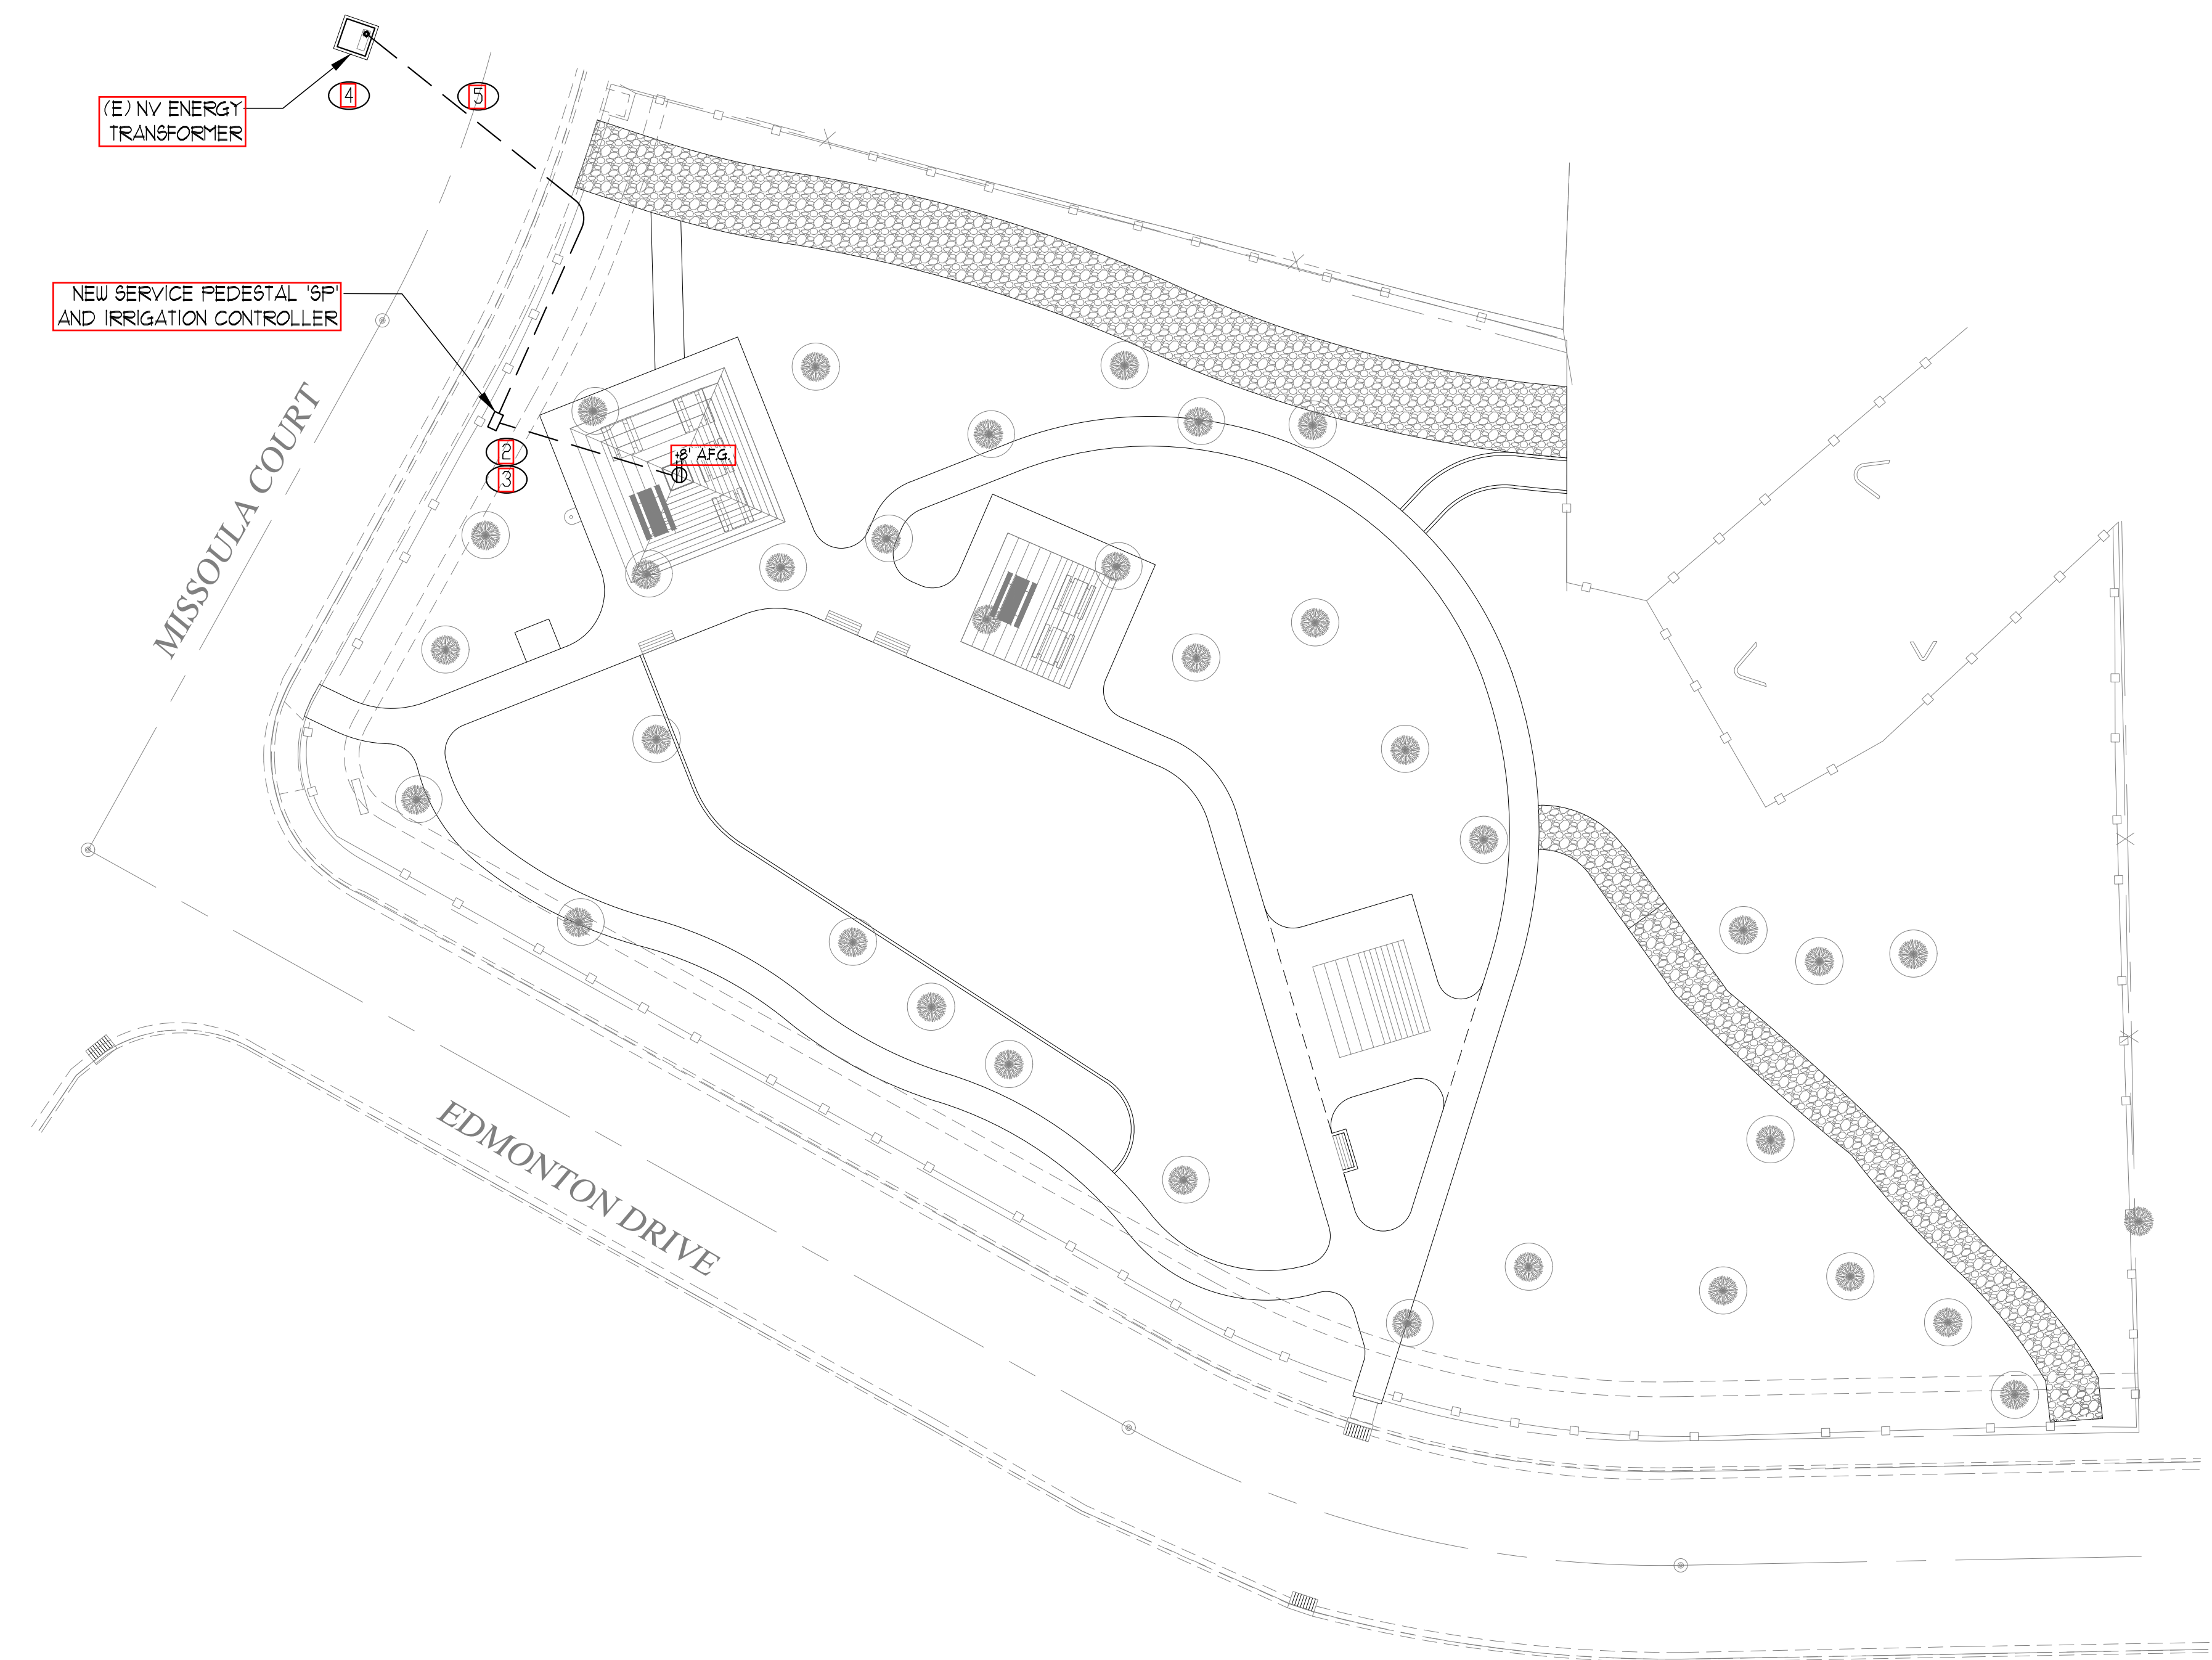 4
5
(E) NV ENERGY
TRANSFORMER
NEW SERVICE PEDESTAL 'SP'
AND IRRIGATION CONTROLLER
2
3
+8' A.F.G.
MISSOULA COURT
EDMONTON DRIVE